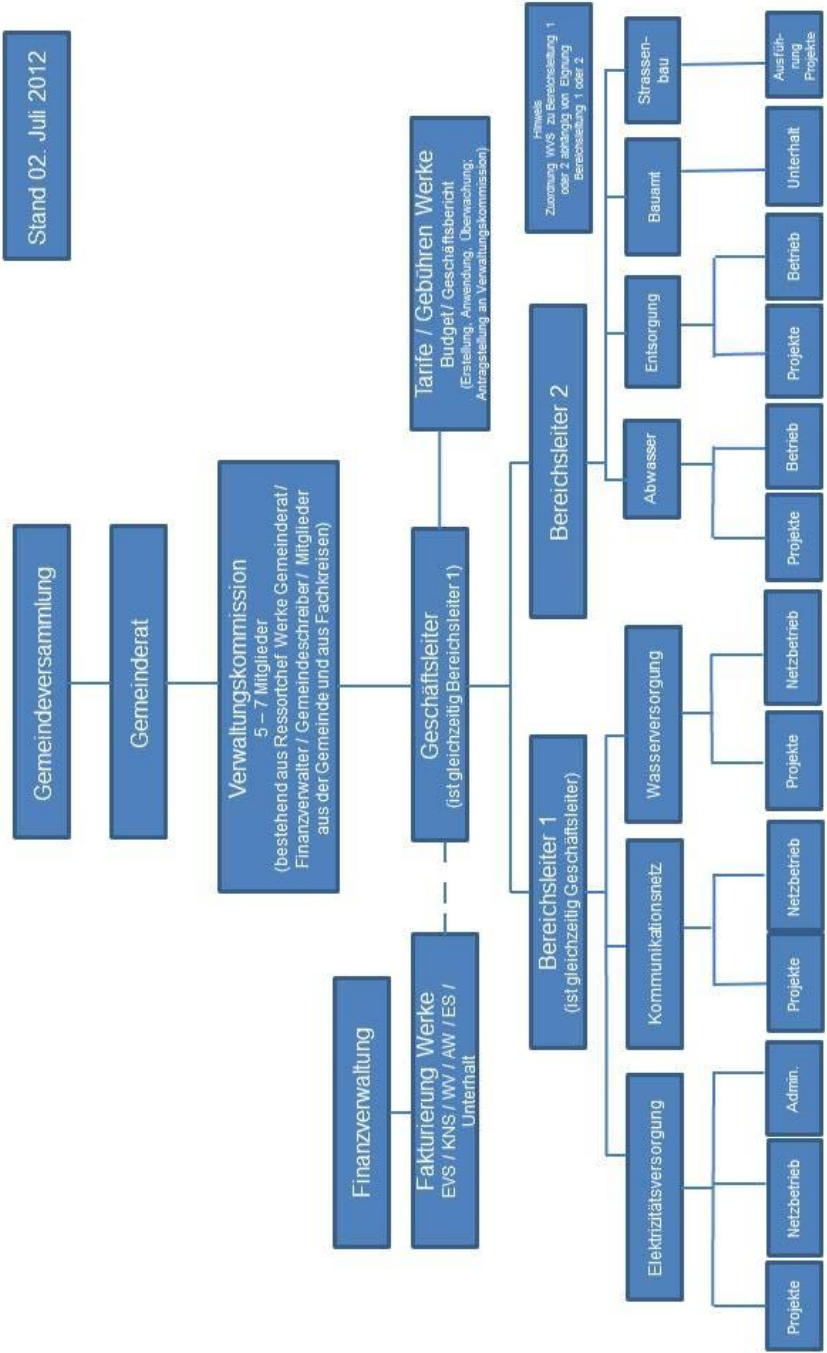 Stand 02. Juli 2012
Gemeindeversammlung
Gemeinderat
Verwaltungskommission
5 – 7 Mitglieder
(bestehend aus Ressortchef Werke Gemeinderat /
Finanzverwalter / Gemeindeschreiber / Mitglieder
aus der Gemeinde und aus Fachkreisen)
Finanzverwaltung
Fakturierung Werke
EVS / KNS / WV / AW / ES /
Unterhalt
Geschäftsleiter
(ist gleichzeitig Bereichsleiter 1)
Tarife / Gebühren Werke
Budget / Geschäftsbericht
(Erstellung, Anwendung, Überwachung;
Antragstellung an Verwaltungskommission)
Bereichsleiter 1
(ist gleichzeitig Geschäftsleiter)
Bereichsleiter 2
Hinweis
Zuordnung WVS zu Bereichsleitung 1
oder 2 abhängig von Eignung
Bereichsleitung 1 oder 2
Elektrizitätsversorgung
Kommunikationsnetz
Wasserversorgung
Abwasser
Entsorgung
Bauamt
Strassen-
bau
Projekte
Netzbetrieb
Admin.
Projekte
Netzbetrieb
Projekte
Netzbetrieb
Projekte
Betrieb
Projekte
Betrieb
Unterhalt
Ausfüh-
rung
Projekte